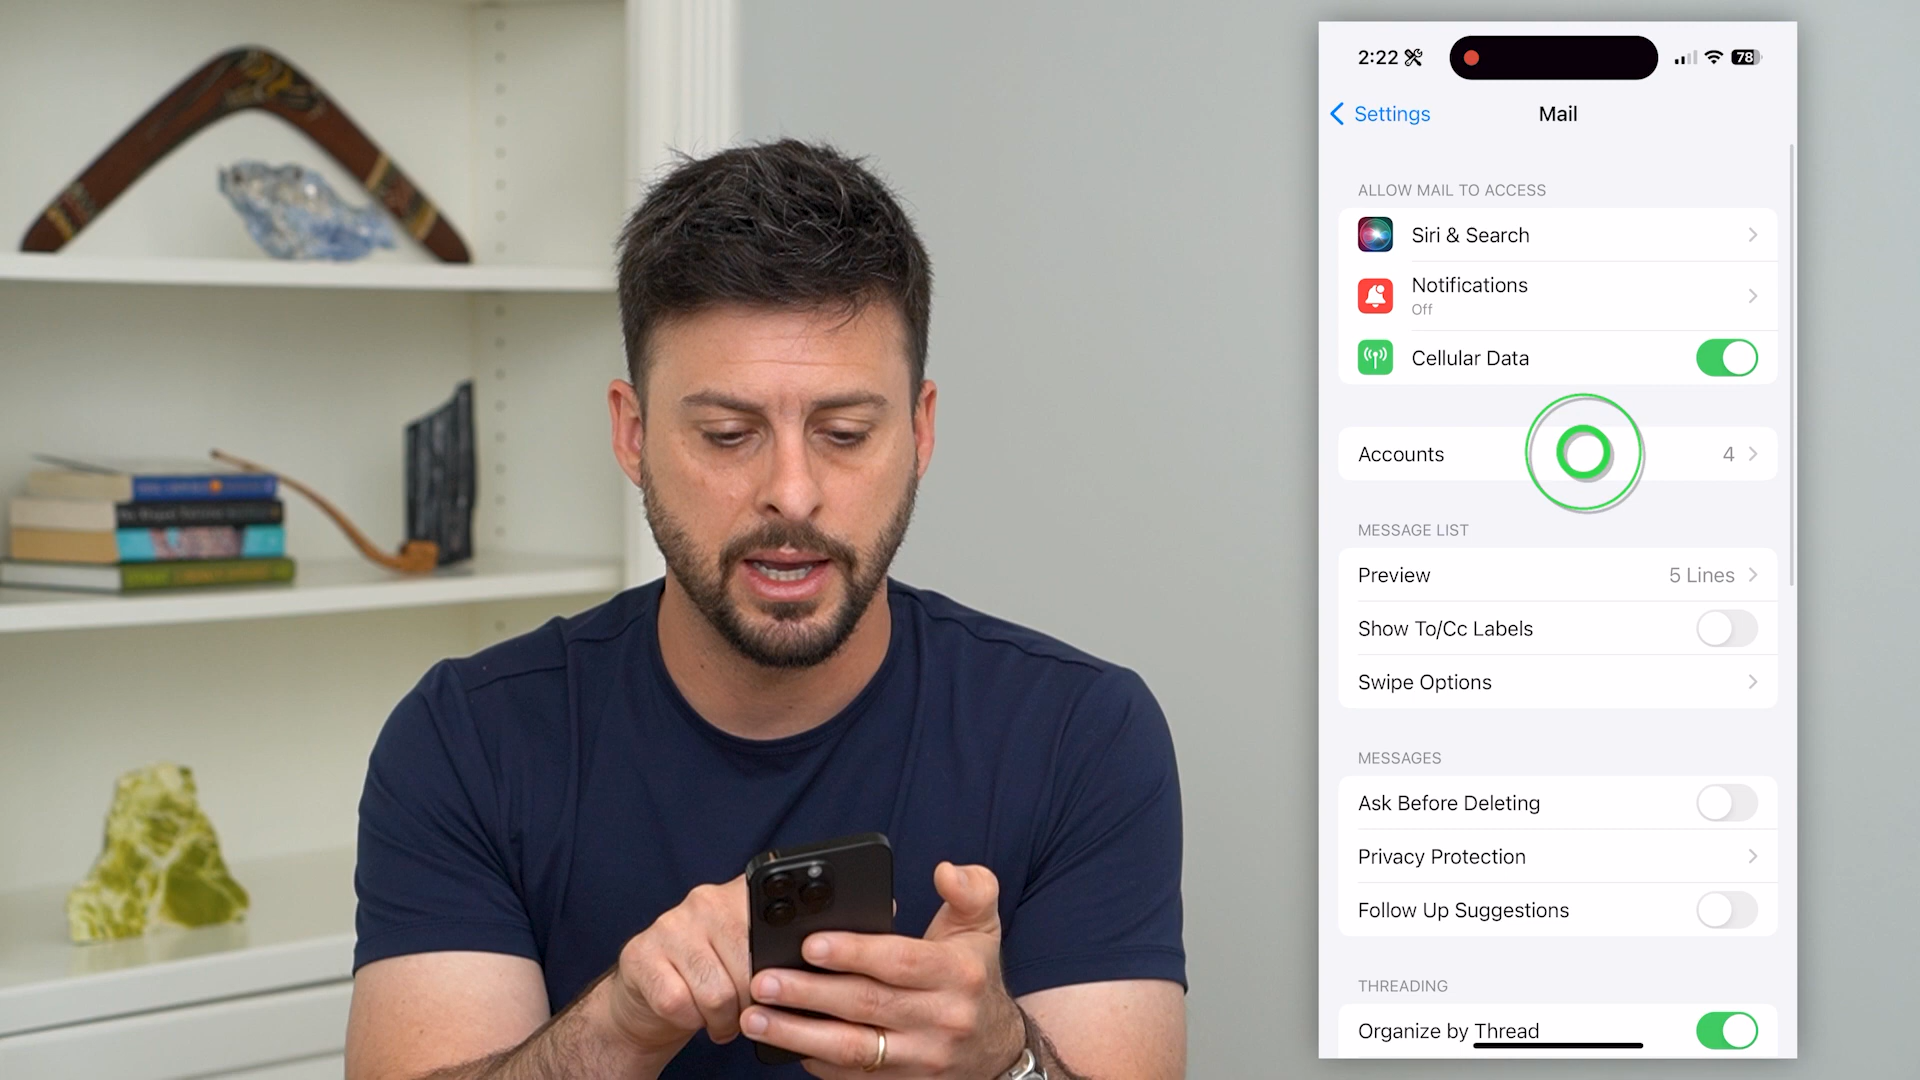 2:22
78
Settings
Mail
ALLOW MAIL TO ACCESS
Siri & Search
Notifications
Off
Cellular Data
Accounts
4
MESSAGE LIST
Preview
5 Lines
Show To/Cc Labels
Swipe Options
MESSAGES
Ask Before Deleting
Privacy Protection
Follow Up Suggestions
THREADING
Organize by Thread